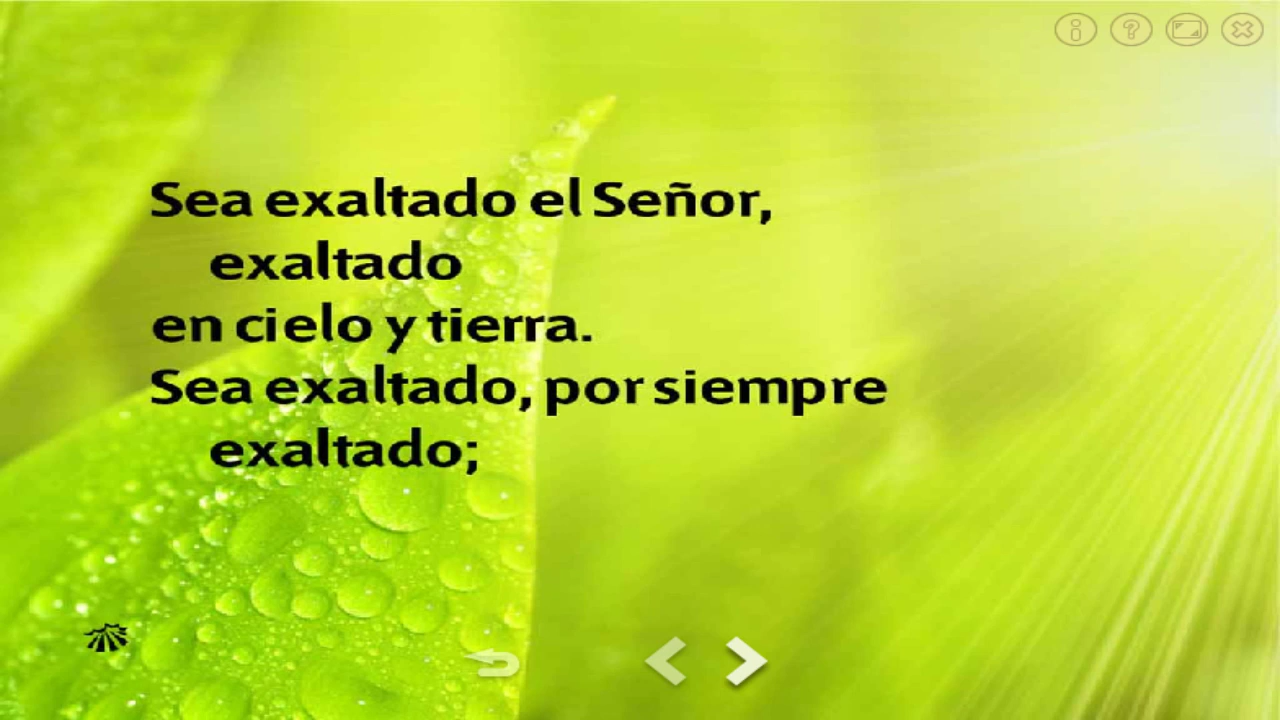 Sea exaltado el Señor,
exaltado
en cielo y tierra.
Sea exaltado, por siempre
exaltado;